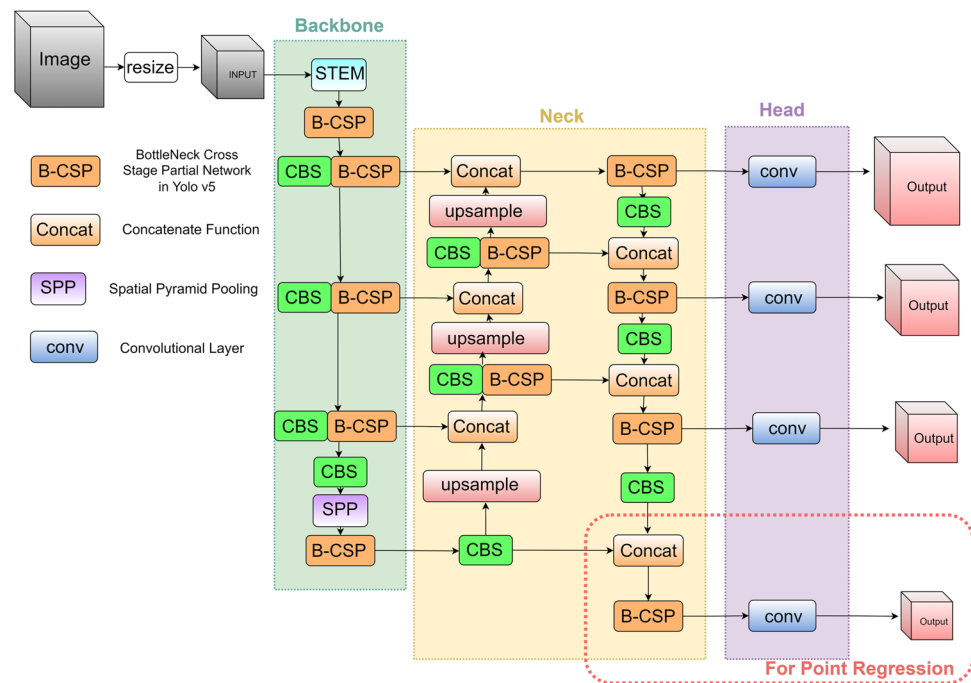 Backbone
Image
resize
INPUT
STEM
B-CSP
Neck
Head
B-CSP
BottleNeck Cross
Stage Partial Network
in Yolo v5
CBS
B-CSP
Concat
B-CSP
conv
Output
upsample
CBS
Concat
Concatenate Function
CBS
B-CSP
Concat
SPP
Spatial Pyramid Pooling
CBS
B-CSP
Concat
B-CSP
conv
Output
upsample
CBS
conv
Convolutional Layer
CBS
B-CSP
Concat
CBS
B-CSP
Concat
B-CSP
conv
Output
CBS
upsample
CBS
SPP
B-CSP
CBS
Concat
B-CSP
conv
Output
For Point Regression